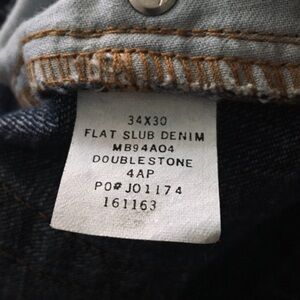 34X30
FLAT SLUB DENIM
MB94A04
DOUBLESTONE
4AP
PO#J01174
161163